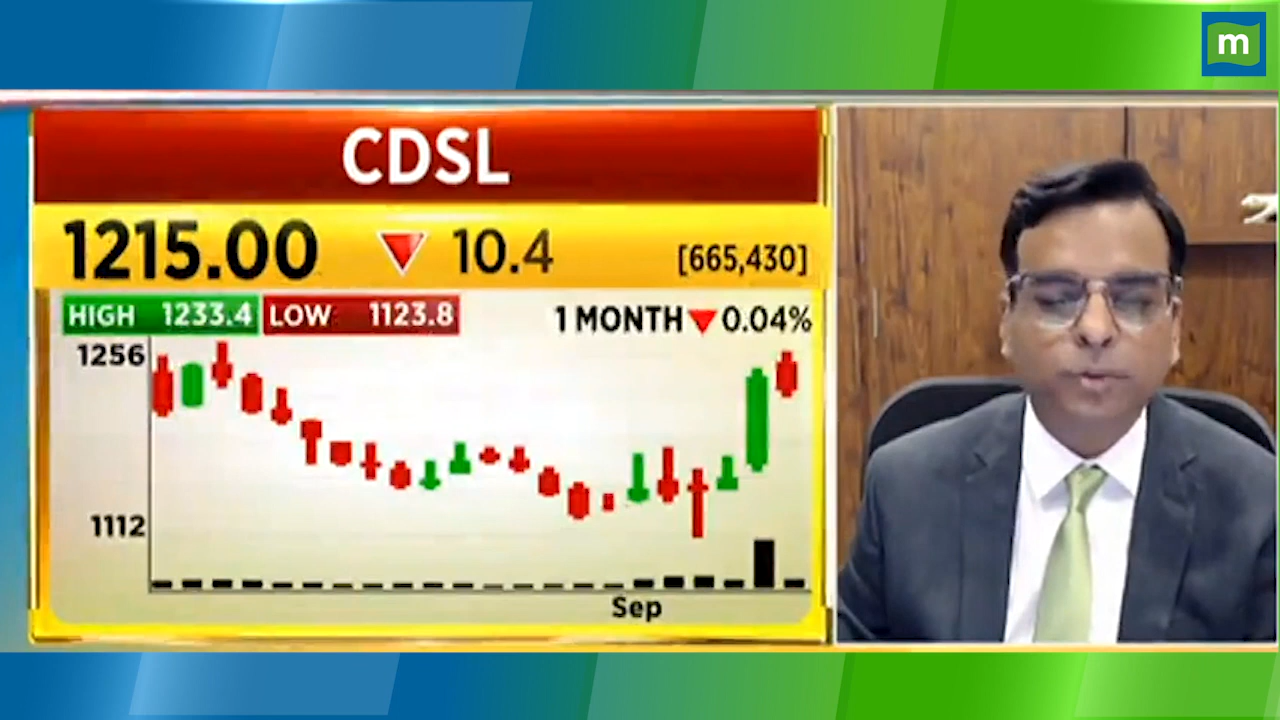 m
CDSL
1215.00 ▼ 10.4 [665,430]
HIGH 1233.4 LOW 1123.8 1 MONTH ▼ 0.04%
1256
1112
Sep